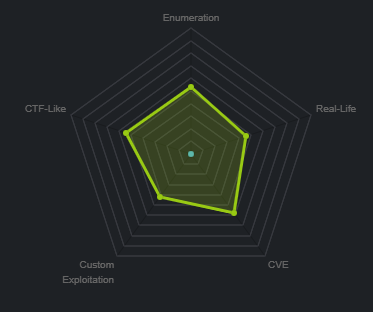 Enumeration
CTF-Like
Real-Life
Custom
Exploitation
CVE